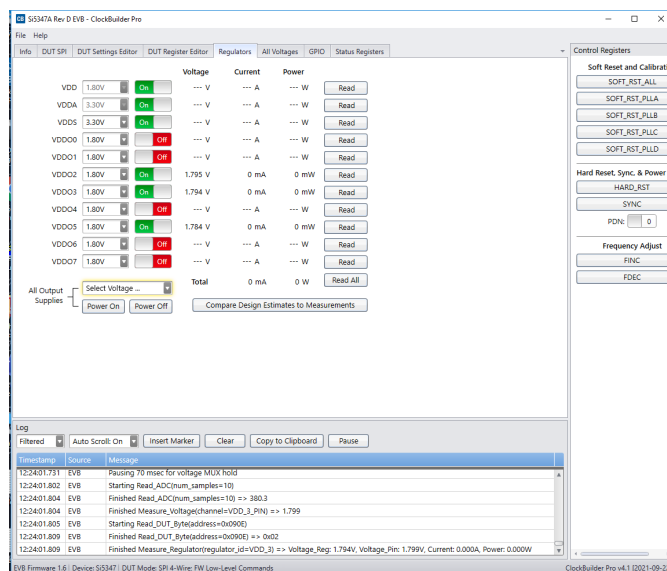 Si5347A Rev D EVB - ClockBuilder Pro
File Help
Info DUT SPI DUT Settings Editor DUT Register Editor Regulators All Voltages GPIO Status Registers
Voltage Current Power
VDD 1.80V On --- V --- A --- W Read
VDDA 3.30V On --- V --- A --- W Read
VDDS 3.30V On --- V --- A --- W Read
VDDO0 1.80V Off --- V --- A --- W Read
VDDO1 1.80V Off --- V --- A --- W Read
VDDO2 1.80V On 1.795 V 0 mA 0 mW Read
VDDO3 1.80V On 1.794 V 0 mA 0 mW Read
VDDO4 1.80V Off --- V --- A --- W Read
VDDO5 1.80V On 1.784 V 0 mA 0 mW Read
VDDO6 1.80V Off --- V --- A --- W Read
VDDO7 1.80V Off --- V --- A --- W Read
All Output Supplies Select Voltage ... Total 0 mA 0 W Read All
Power On Power Off Compare Design Estimates to Measurements
Control Registers
Soft Reset and Calibrati
SOFT_RST_ALL
SOFT_RST_PLLA
SOFT_RST_PLLB
SOFT_RST_PLLC
SOFT_RST_PLLD
Hard Reset, Sync, & Power
HARD_RST
SYNC
PDN: 0
Frequency Adjust
FINC
FDEC
Log
Filtered Auto Scroll: On Insert Marker Clear Copy to Clipboard Pause
Timestamp Source Message
12:24:01.731 EVB Pausing 70 msec for voltage MUX hold
12:24:01.802 EVB Starting Read_ADC(num_samples=10)
12:24:01.804 EVB Finished Read_ADC(num_samples=10) => 380.3
12:24:01.804 EVB Finished Measure_Voltage(channel=VDD_3_PIN) => 1.799
12:24:01.805 EVB Starting Read_DUT_Byte(address=0x090E)
12:24:01.809 EVB Finished Read_DUT_Byte(address=0x090E) => 0x02
12:24:01.809 EVB Finished Measure_Regulator(regulator_id=VDD_3) => Voltage_Reg: 1.794V, Voltage_Pin: 1.799V, Current: 0.000A, Power: 0.000W
EVB Firmware 1.6 | Device: Si5347 | DUT Mode: SPI 4-Wire: FW Low-Level Commands ClockBuilder Pro v4.1 [2021-09-2